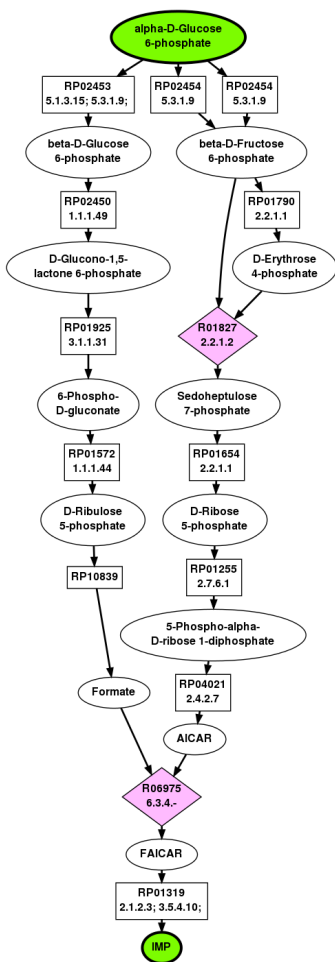 alpha-D-Glucose
6-phosphate
RP02453
5.1.3.15; 5.3.1.9;
RP02454
5.3.1.9
RP02454
5.3.1.9
beta-D-Glucose
6-phosphate
beta-D-Fructose
6-phosphate
RP02450
1.1.1.49
RP01790
2.2.1.1
D-Glucono-1,5-
lactone 6-phosphate
D-Erythrose
4-phosphate
RP01925
3.1.1.31
R01827
2.2.1.2
6-Phospho-
D-gluconate
Sedoheptulose
7-phosphate
RP01572
1.1.1.44
RP01654
2.2.1.1
D-Ribulose
5-phosphate
D-Ribose
5-phosphate
RP10839
RP01255
2.7.6.1
5-Phospho-alpha-
D-ribose 1-diphosphate
Formate
RP04021
2.4.2.7
AICAR
R06975
6.3.4.-
FAICAR
RP01319
2.1.2.3; 3.5.4.10;
IMP